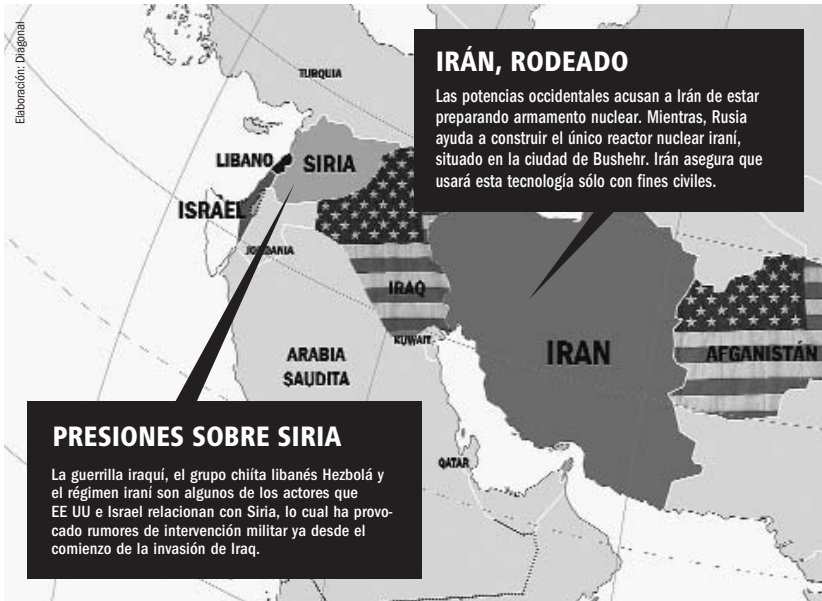 Elaboración: Diagonal
TURQUIA
LIBANO
SIRIA
ISRAEL
JORDANIA
IRAQ
KUWAIT
ARABIA
SAUDITA
IRAN
AFGANISTÁN
QATAR
IRÁN, RODEADO
Las potencias occidentales acusan a Irán de estar
preparando armamento nuclear. Mientras, Rusia
ayuda a construir el único reactor nuclear iraní,
situado en la ciudad de Bushehr. Irán asegura que
usará esta tecnología sólo con fines civiles.
PRESIONES SOBRE SIRIA
La guerrilla iraquí, el grupo chiíta libanés Hezbolá y
el régimen iraní son algunos de los actores que
EE UU e Israel relacionan con Siria, lo cual ha provo-
cado rumores de intervención militar ya desde el
comienzo de la invasión de Iraq.